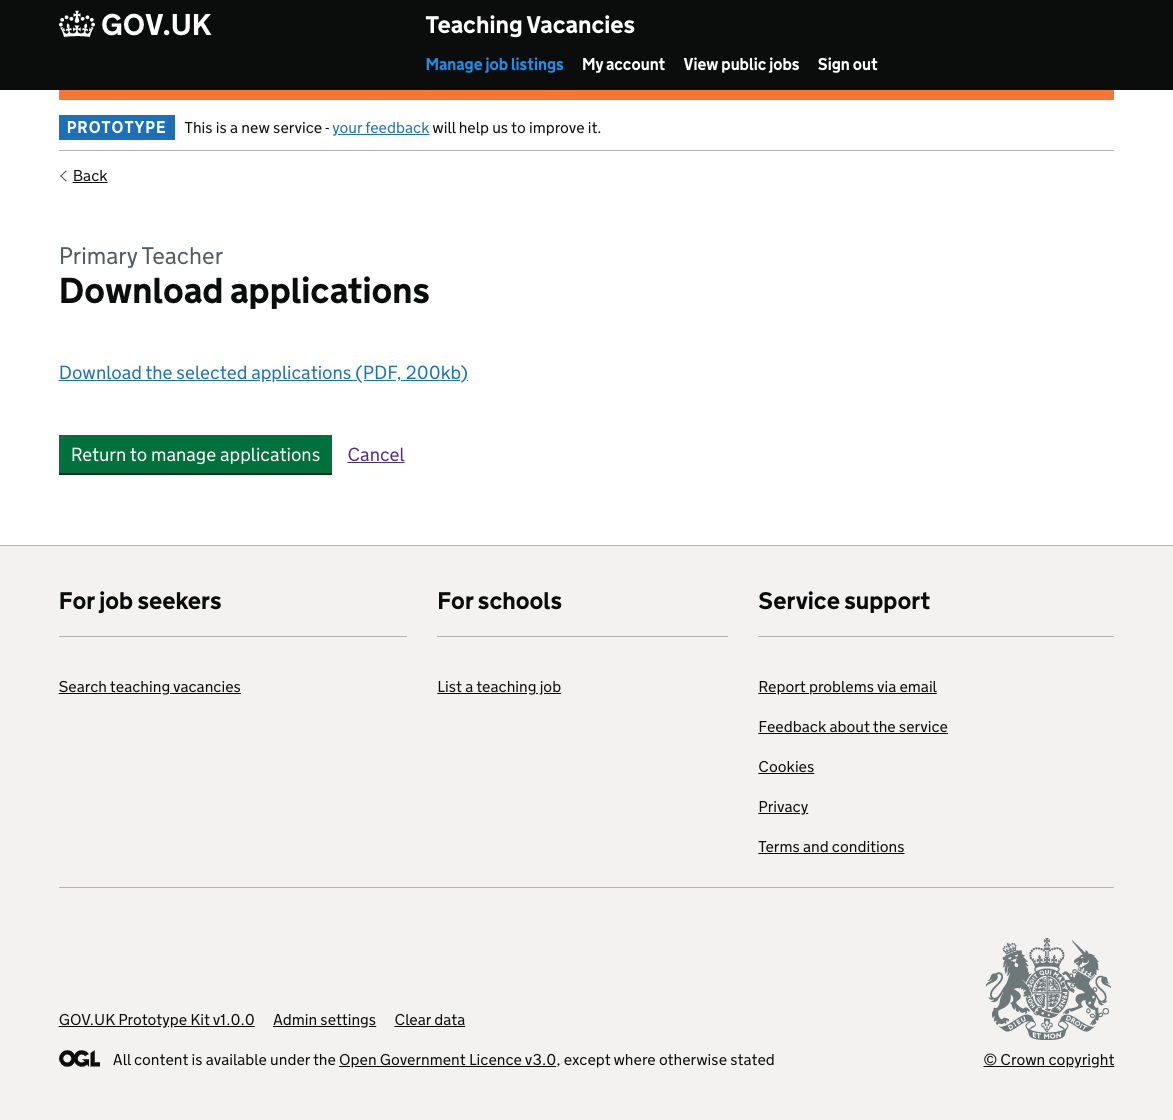 GOV.UK
Teaching Vacancies
Manage job listings My account View public jobs Sign out
PROTOTYPE This is a new service - your feedback will help us to improve it.
Back
Primary Teacher
Download applications
Download the selected applications (PDF, 200kb)
Return to manage applications Cancel
For job seekers
For schools
Service support
Search teaching vacancies
List a teaching job
Report problems via email
Feedback about the service
Cookies
Privacy
Terms and conditions
GOV.UK Prototype Kit v1.0.0 Admin settings Clear data
OGL All content is available under the Open Government Licence v3.0, except where otherwise stated
© Crown copyright